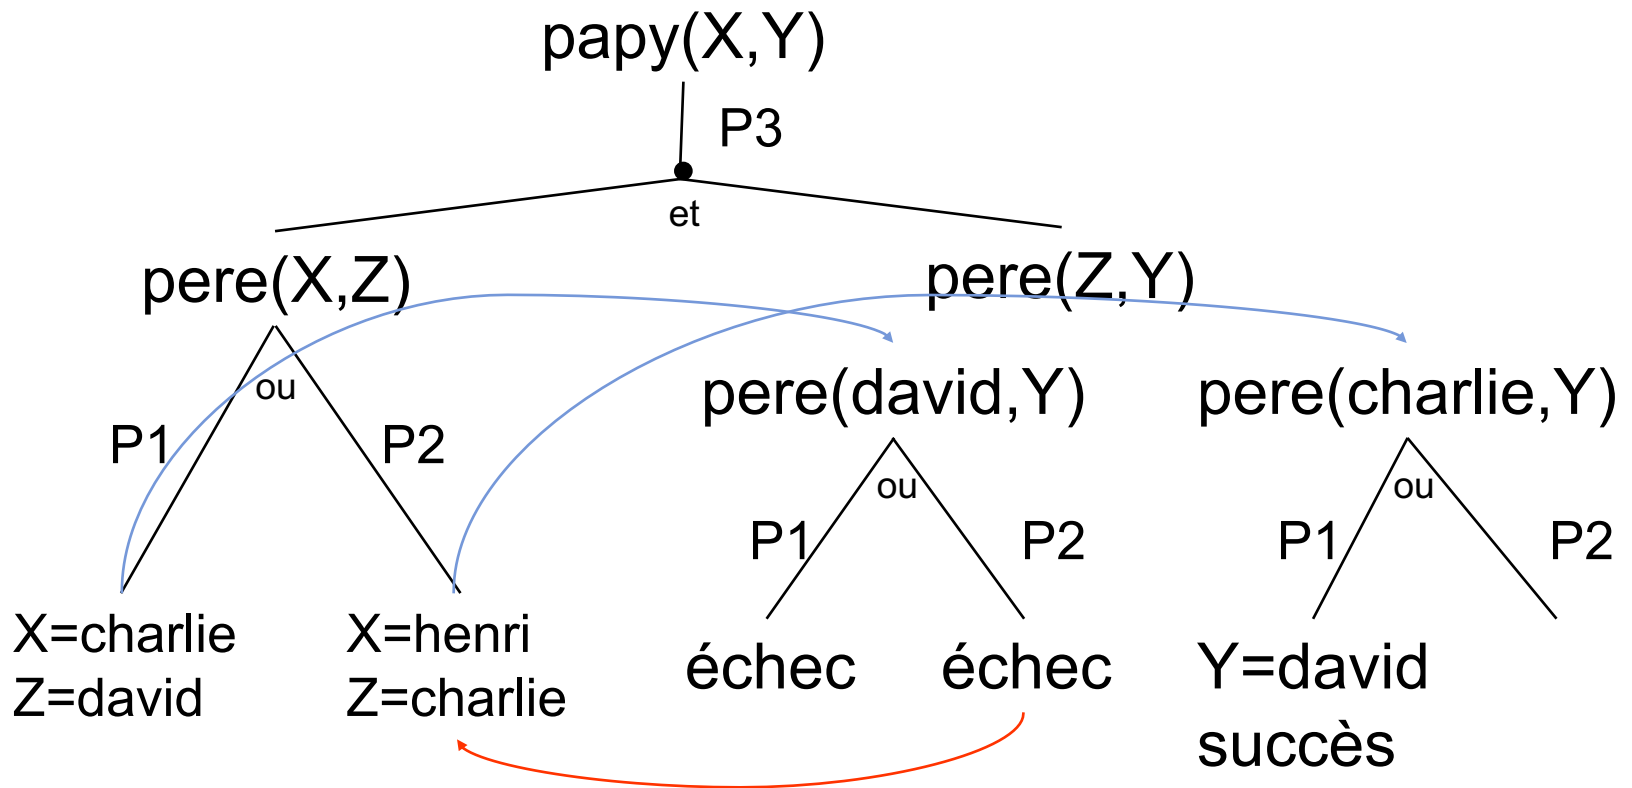 papy(X,Y)
P3
et
pere(X,Z)
pere(Z,Y)
ou
pere(david,Y)
pere(charlie,Y)
P1
P2
ou
ou
P1
P2
P1
P2
X=charlie
Z=david
X=henri
Z=charlie
échec
échec
Y=david
succès